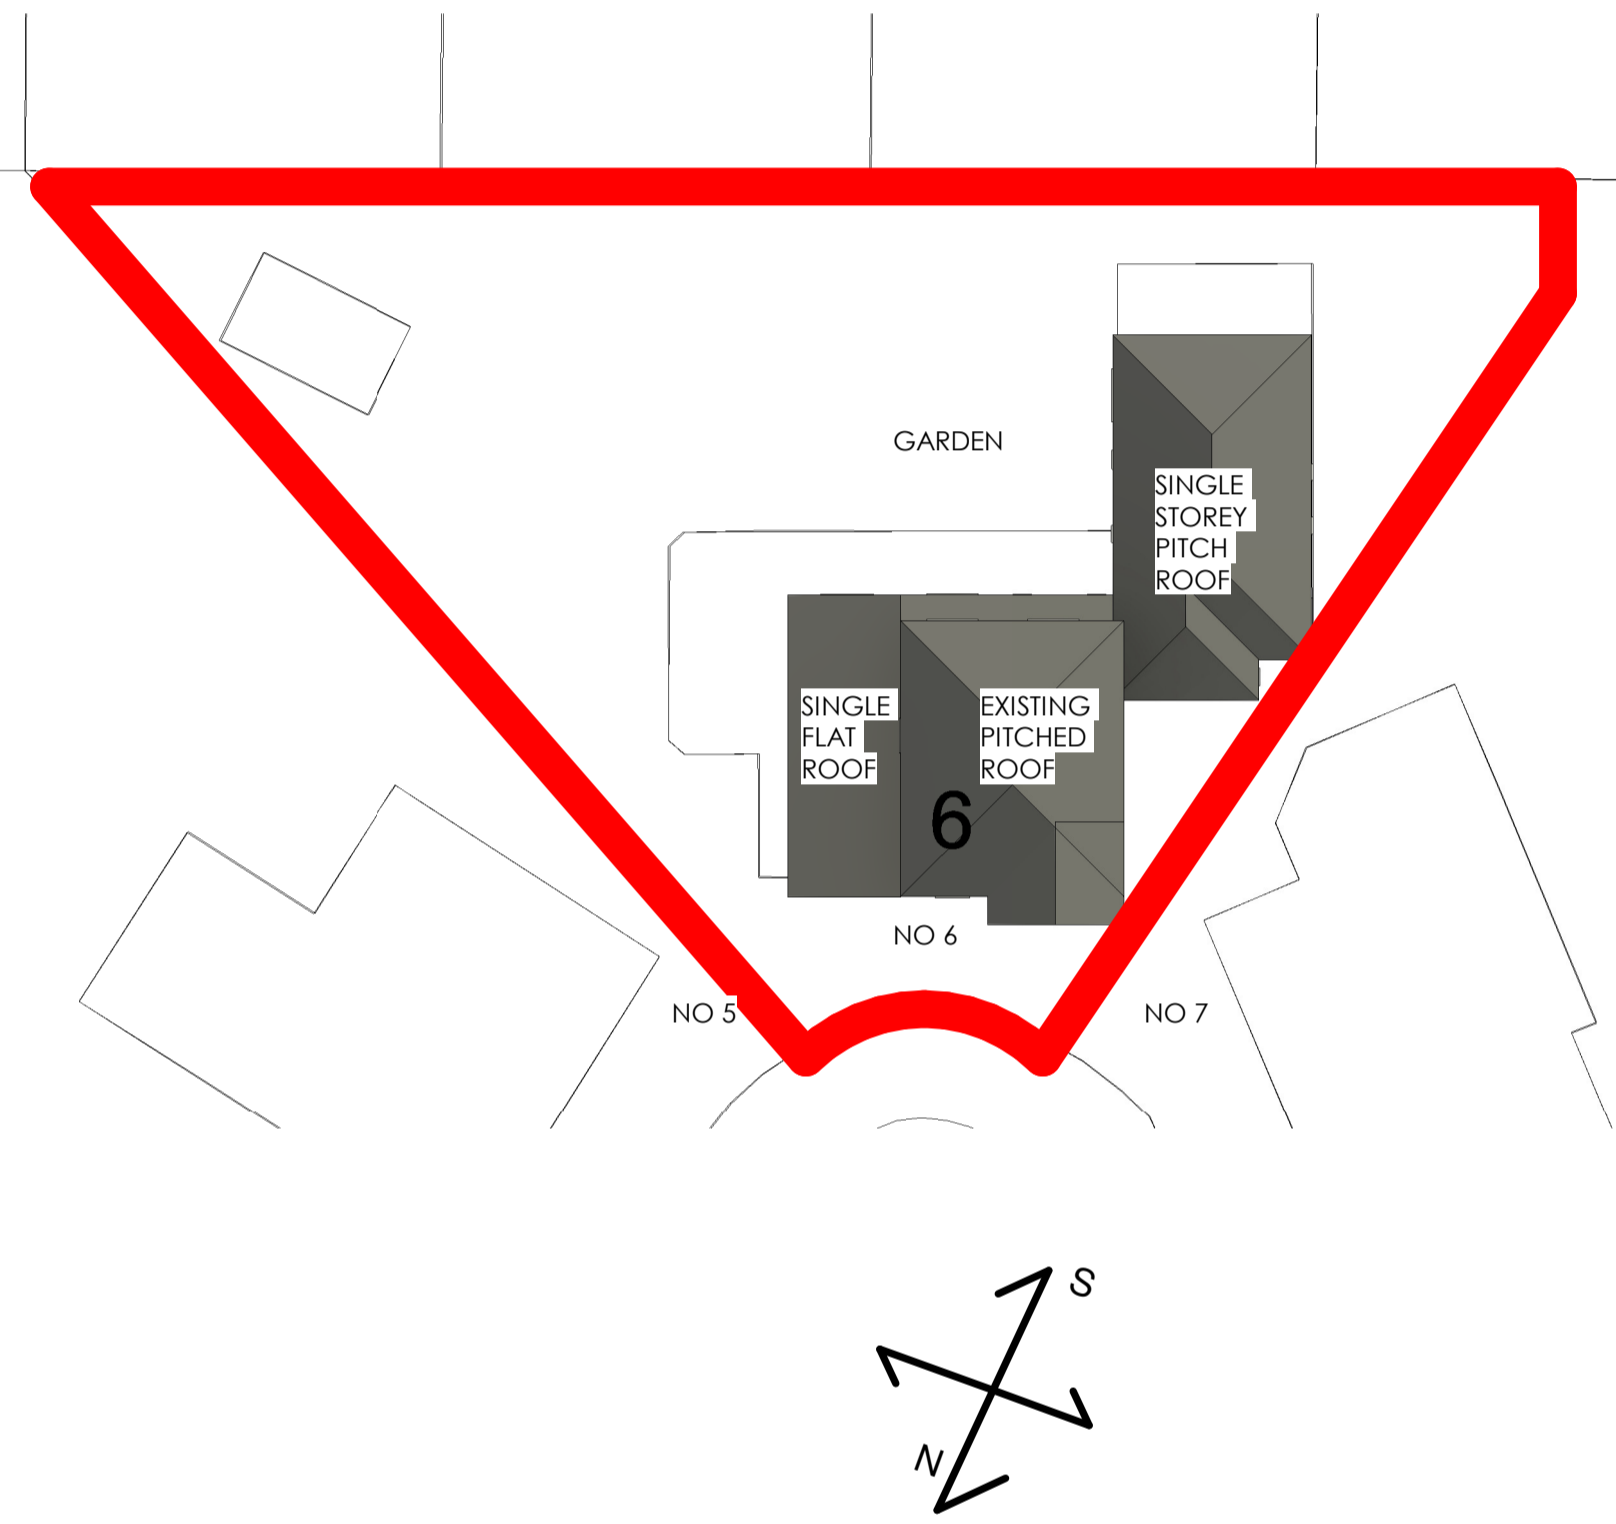 GARDEN
SINGLE
STOREY
PITCH
ROOF
SINGLE
FLAT
ROOF
EXISTING
PITCHED
ROOF
6
NO 6
NO 5
NO 7
S
N